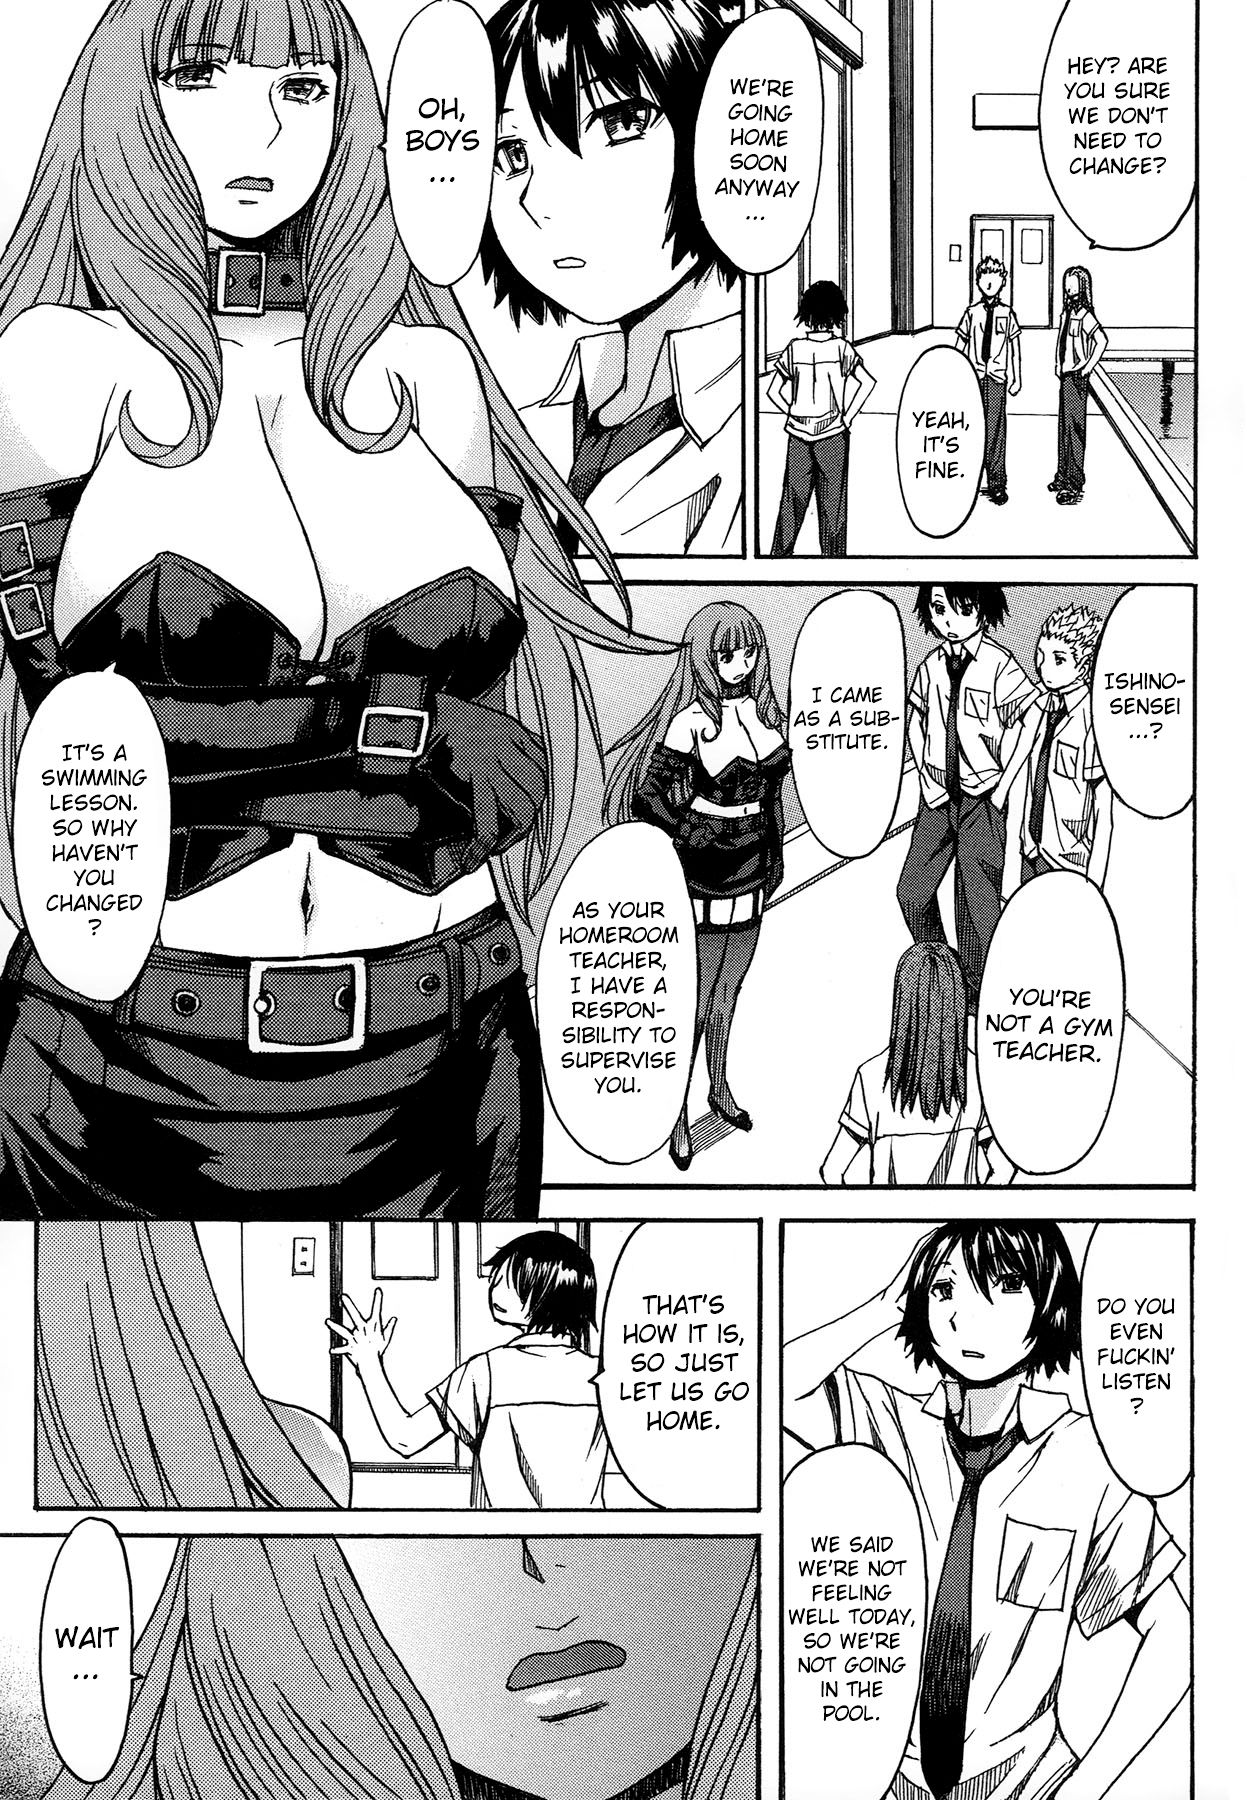 HEY? ARE
YOU SURE
WE DON'T
NEED TO
CHANGE?
YEAH,
IT'S
FINE.
WE'RE
GOING
HOME
SOON
ANYWAY
...
OH,
BOYS
...
IT'S A
SWIMMING
LESSON.
SO WHY
HAVEN'T
YOU
CHANGED
?
ISHINO-
SENSEI
...?
I CAME
AS A SUB-
STITUTE.
YOU'RE
NOT A GYM
TEACHER.
AS YOUR
HOMEROOM
TEACHER,
I HAVE A
RESPON-
SIBILITY TO
SUPERVISE
YOU.
DO YOU
EVEN
FUCKIN'
LISTEN
?
WE SAID
WE'RE NOT
FEELING
WELL TODAY,
SO WE'RE
NOT GOING
IN THE
POOL.
THAT'S
HOW IT IS,
SO JUST
LET US GO
HOME.
WAIT
...